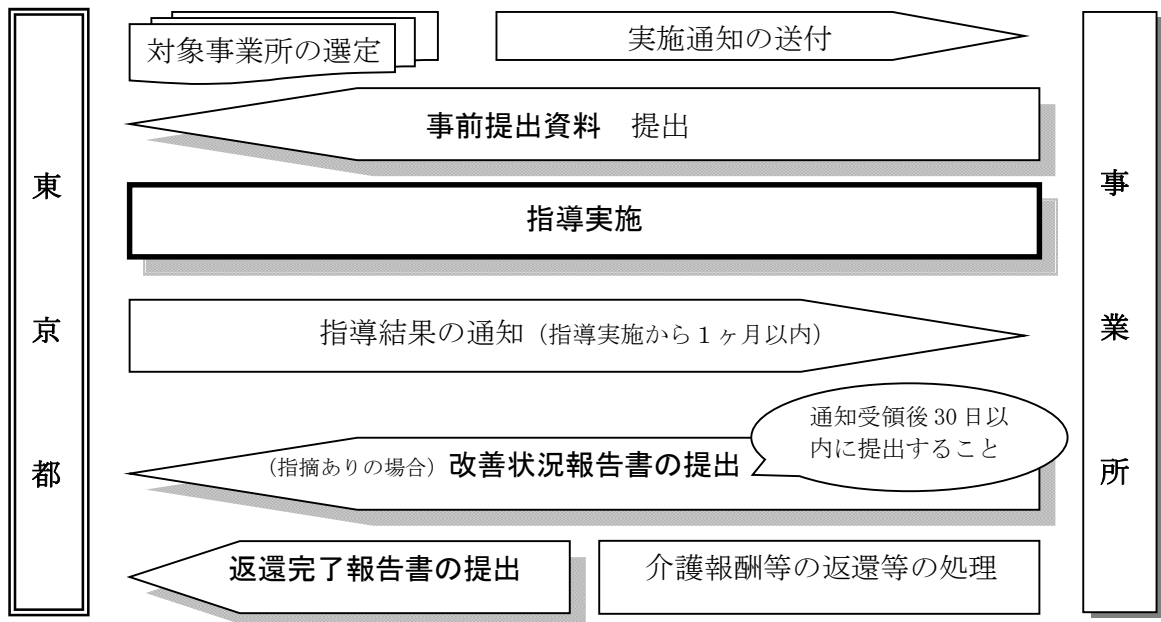 東京都
対象事業所の選定
実施通知の送付
事前提出資料　提出
指導実施
指導結果の通知（指導実施から１ヶ月以内）
通知受領後 30 日以
内に提出すること
（指摘ありの場合）改善状況報告書の提出
返還完了報告書の提出
介護報酬等の返還等の処理
事業所